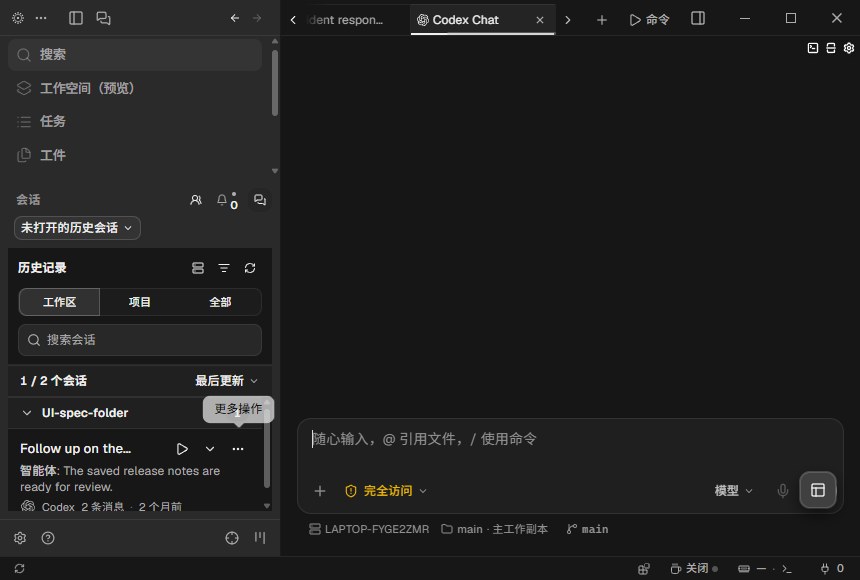 dent respon...
Codex Chat
命令
搜索
工作空间（预览）
任务
工件
会话
0
未打开的历史会话
历史记录
工作区
项目
全部
搜索会话
1 / 2 个会话
最后更新
UI-spec-folder
更多操作
Follow up on the...
智能体: The saved release notes are
ready for review.
Codex 2 条消息 · 2 个月前
随心输入，@ 引用文件，/ 使用命令
完全访问
模型
LAPTOP-FYGE2ZMR
main · 主工作副本
main
关闭
0